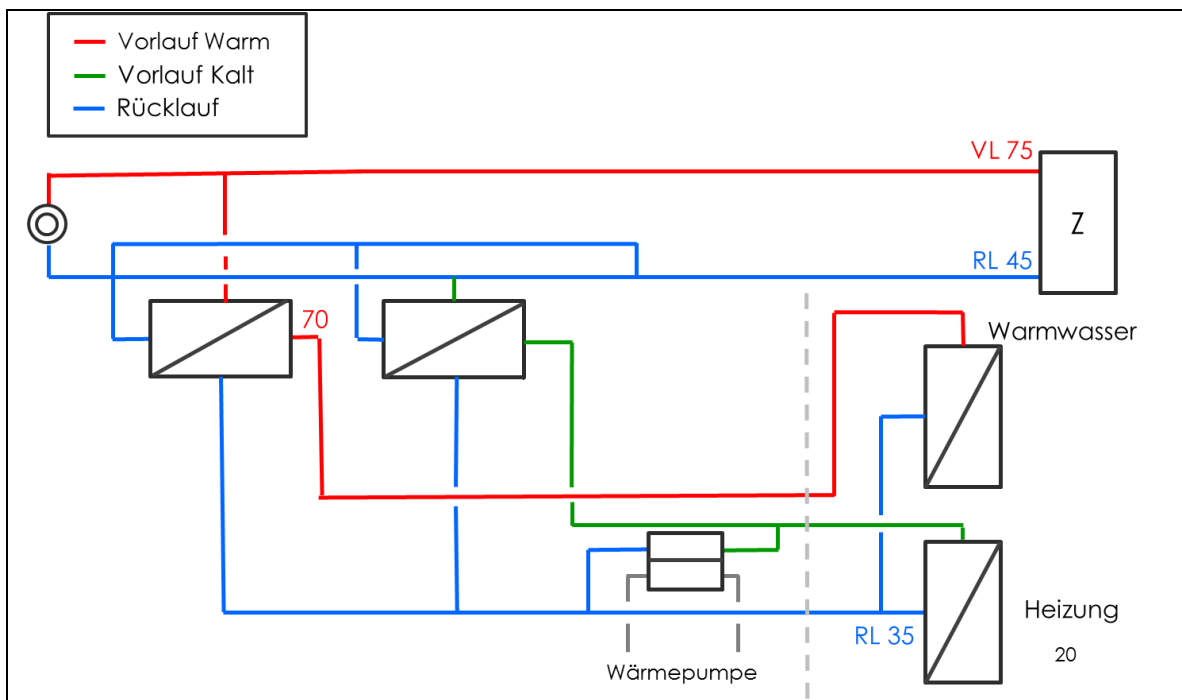 Vorlauf Warm
Vorlauf Kalt
Rücklauf
VL 75
Z
RL 45
70
Warmwasser
Heizung
RL 35
20
Wärmepumpe